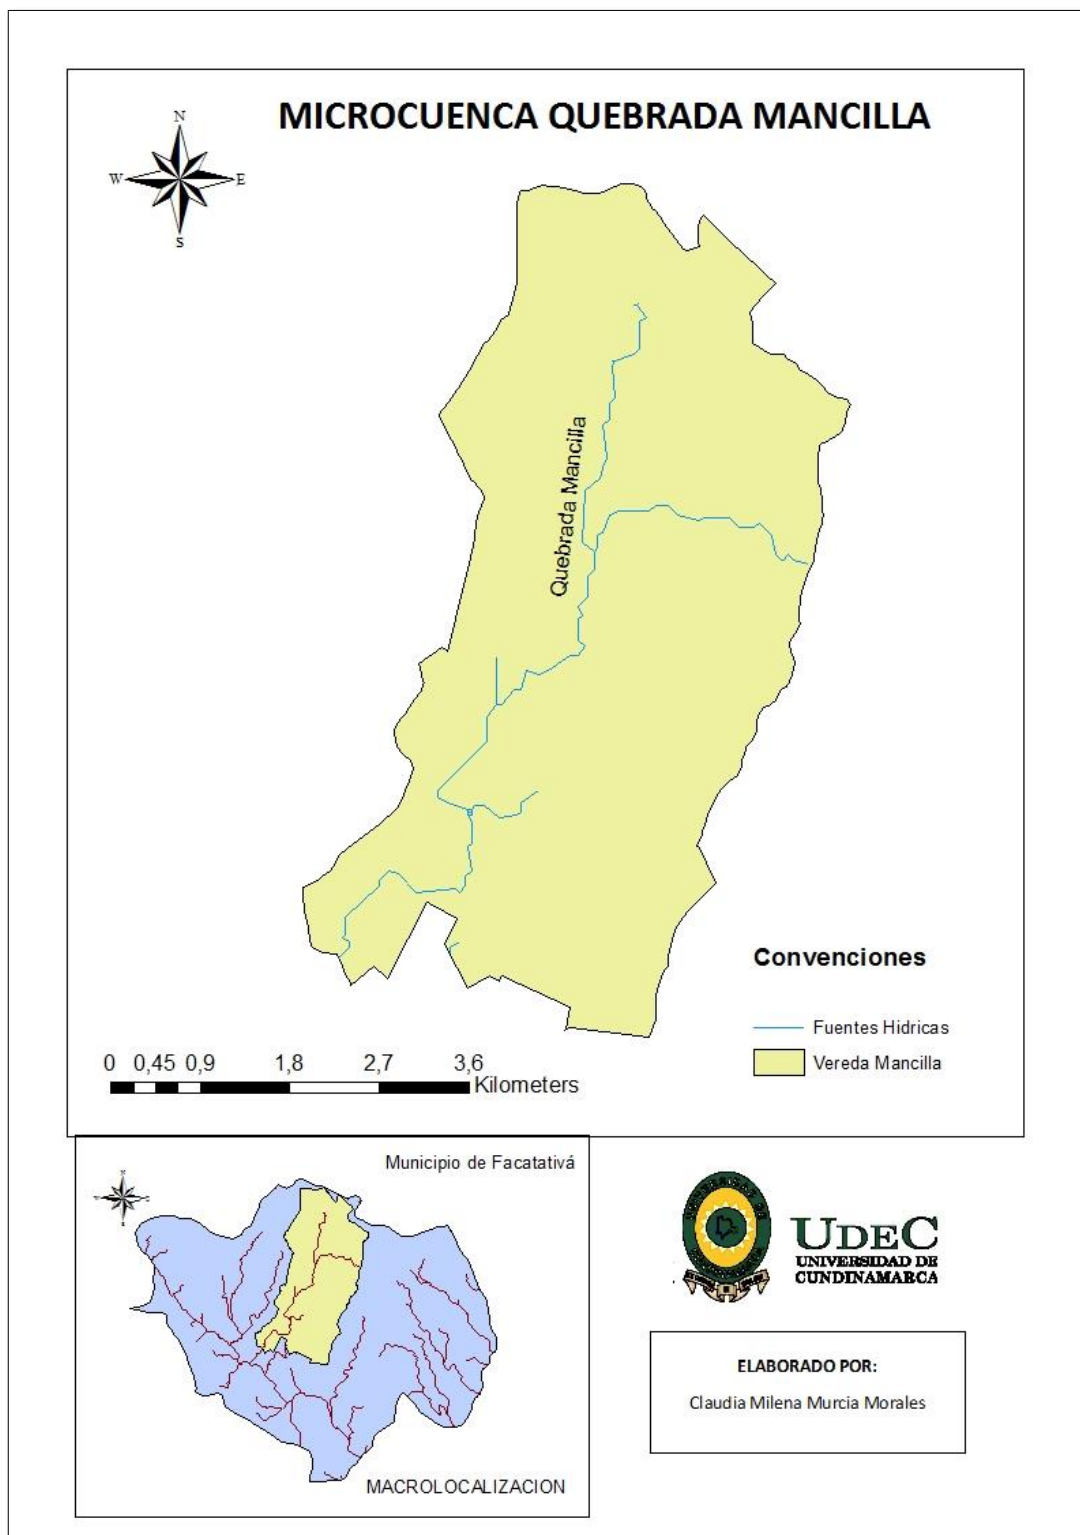 MICROCUENCA QUEBRADA MANCILLA
N
W
E
S
Quebrada Mancilla
Convenciones
Fuentes Hidricas
Vereda Mancilla
0 0,45 0,9 1,8 2,7 3,6
Kilometers
Municipio de Facatativá
MACROLOCALIZACION
UDEC
UNIVERSIDAD DE
CUNDINAMARCA
ELABORADO POR:
Claudia Milena Murcia Morales